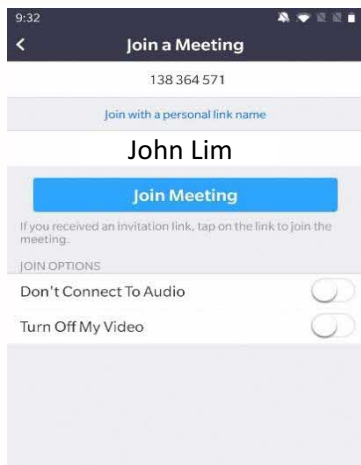 9:32
Join a Meeting
138 364 571
Join with a personal link name
John Lim
Join Meeting
If you received an invitation link, tap on the link to join the
meeting.
JOIN OPTIONS
Don't Connect To Audio
Turn Off My Video